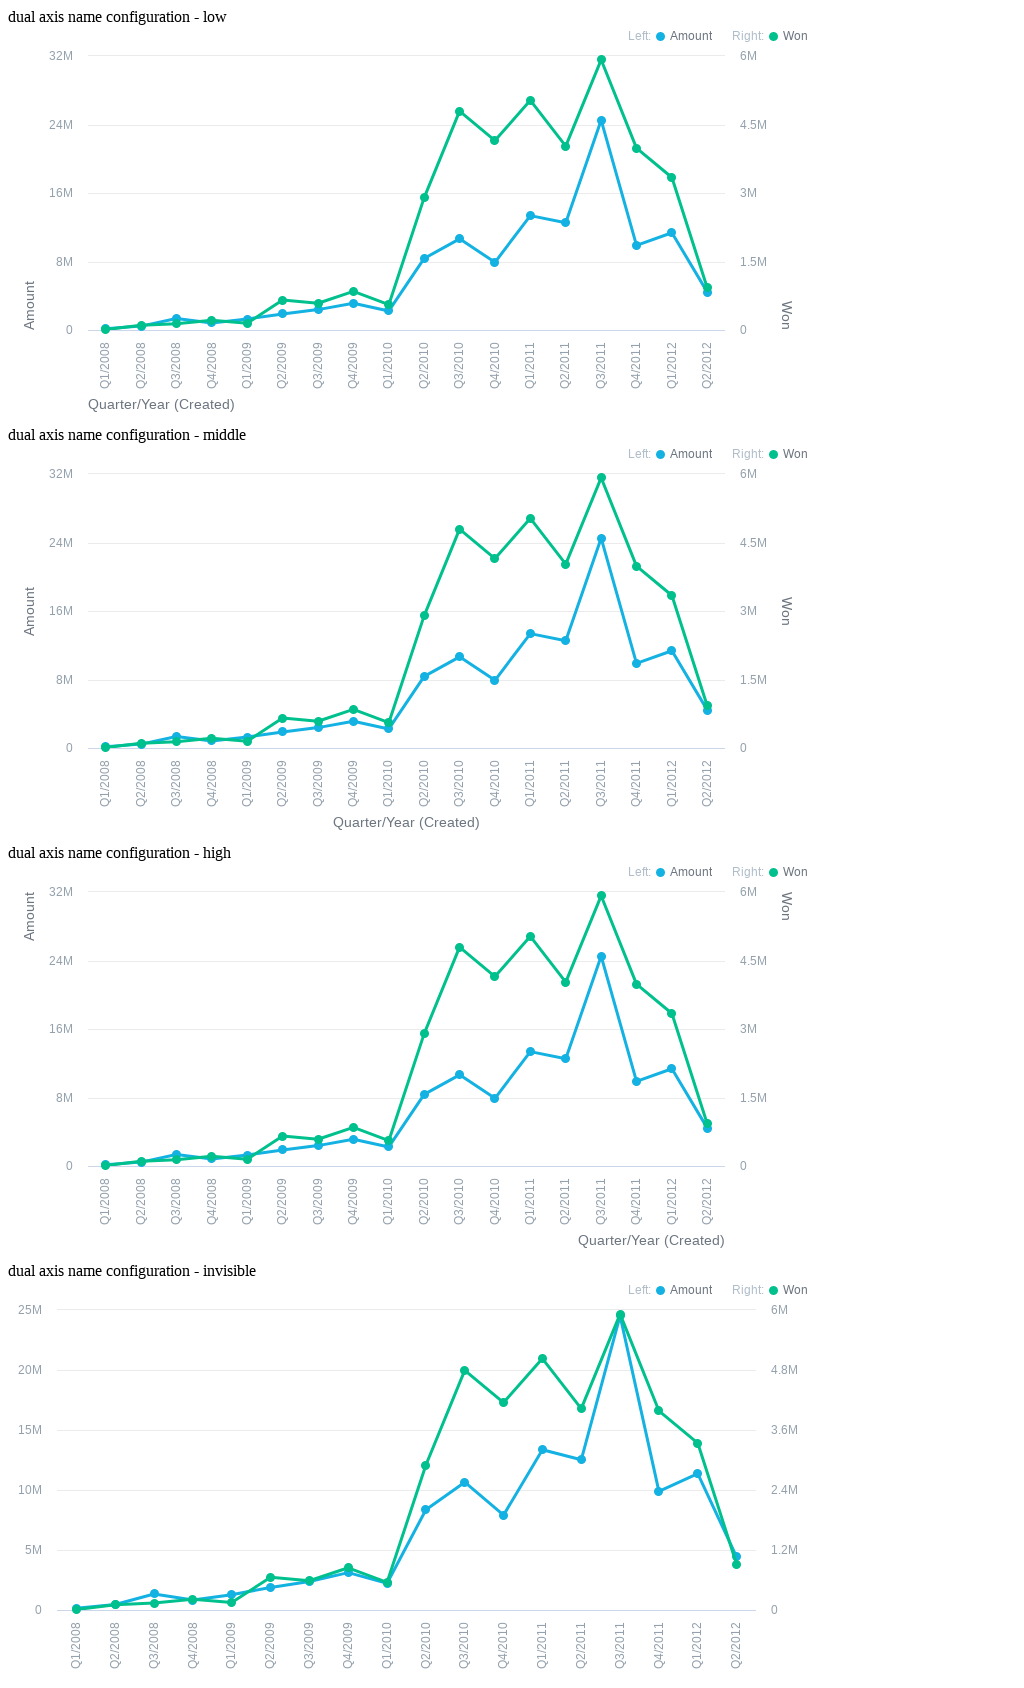 dual axis name configuration - low
Left: Amount Right: Won
32M 6M
24M 4.5M
16M 3M
8M 1.5M
0 0
Amount
Won
Q1/2008 Q2/2008 Q3/2008 Q4/2008 Q1/2009 Q2/2009 Q3/2009 Q4/2009 Q1/2010 Q2/2010 Q3/2010 Q4/2010 Q1/2011 Q2/2011 Q3/2011 Q4/2011 Q1/2012 Q2/2012
Quarter/Year (Created)
dual axis name configuration - middle
Left: Amount Right: Won
32M 6M
24M 4.5M
16M 3M
8M 1.5M
0 0
Amount
Won
Q1/2008 Q2/2008 Q3/2008 Q4/2008 Q1/2009 Q2/2009 Q3/2009 Q4/2009 Q1/2010 Q2/2010 Q3/2010 Q4/2010 Q1/2011 Q2/2011 Q3/2011 Q4/2011 Q1/2012 Q2/2012
Quarter/Year (Created)
dual axis name configuration - high
Left: Amount Right: Won
32M 6M
24M 4.5M
16M 3M
8M 1.5M
0 0
Amount
Won
Q1/2008 Q2/2008 Q3/2008 Q4/2008 Q1/2009 Q2/2009 Q3/2009 Q4/2009 Q1/2010 Q2/2010 Q3/2010 Q4/2010 Q1/2011 Q2/2011 Q3/2011 Q4/2011 Q1/2012 Q2/2012
Quarter/Year (Created)
dual axis name configuration - invisible
Left: Amount Right: Won
25M 6M
20M 4.8M
15M 3.6M
10M 2.4M
5M 1.2M
0 0
Q1/2008 Q2/2008 Q3/2008 Q4/2008 Q1/2009 Q2/2009 Q3/2009 Q4/2009 Q1/2010 Q2/2010 Q3/2010 Q4/2010 Q1/2011 Q2/2011 Q3/2011 Q4/2011 Q1/2012 Q2/2012